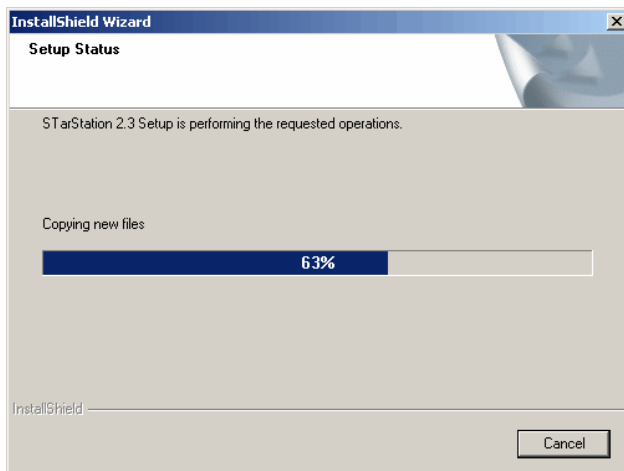 InstallShield Wizard
Setup Status
STarStation 2.3 Setup is performing the requested operations.
Copying new files
63%
InstallShield
Cancel